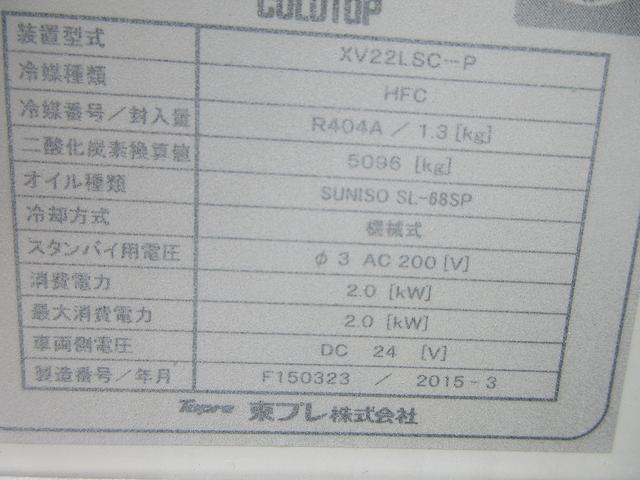 COLDTOP
装置型式 XV22LSC-P
冷媒種類 HFC
冷媒番号/封入量 R404A / 1.3 [kg]
二酸化炭素換算値 5096 [kg]
オイル種類 SUNISO SL-68SP
冷却方式 機械式
スタンバイ用電圧 φ3 AC 200 [V]
消費電力 2.0 [kW]
最大消費電力 2.0 [kW]
車両側電圧 DC 24 [V]
製造番号/年月 F150323 / 2015-3
Topre 東プレ株式会社